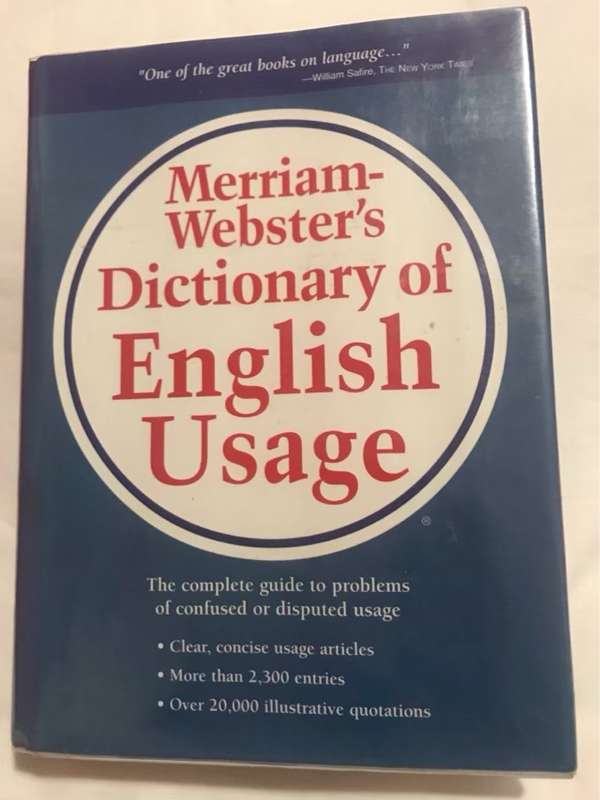 "One of the great books on language..."
—William Safire, THE NEW YORK TIMES
Merriam-
Webster's
Dictionary of
English
Usage
®
The complete guide to problems
of confused or disputed usage
• Clear, concise usage articles
• More than 2,300 entries
• Over 20,000 illustrative quotations